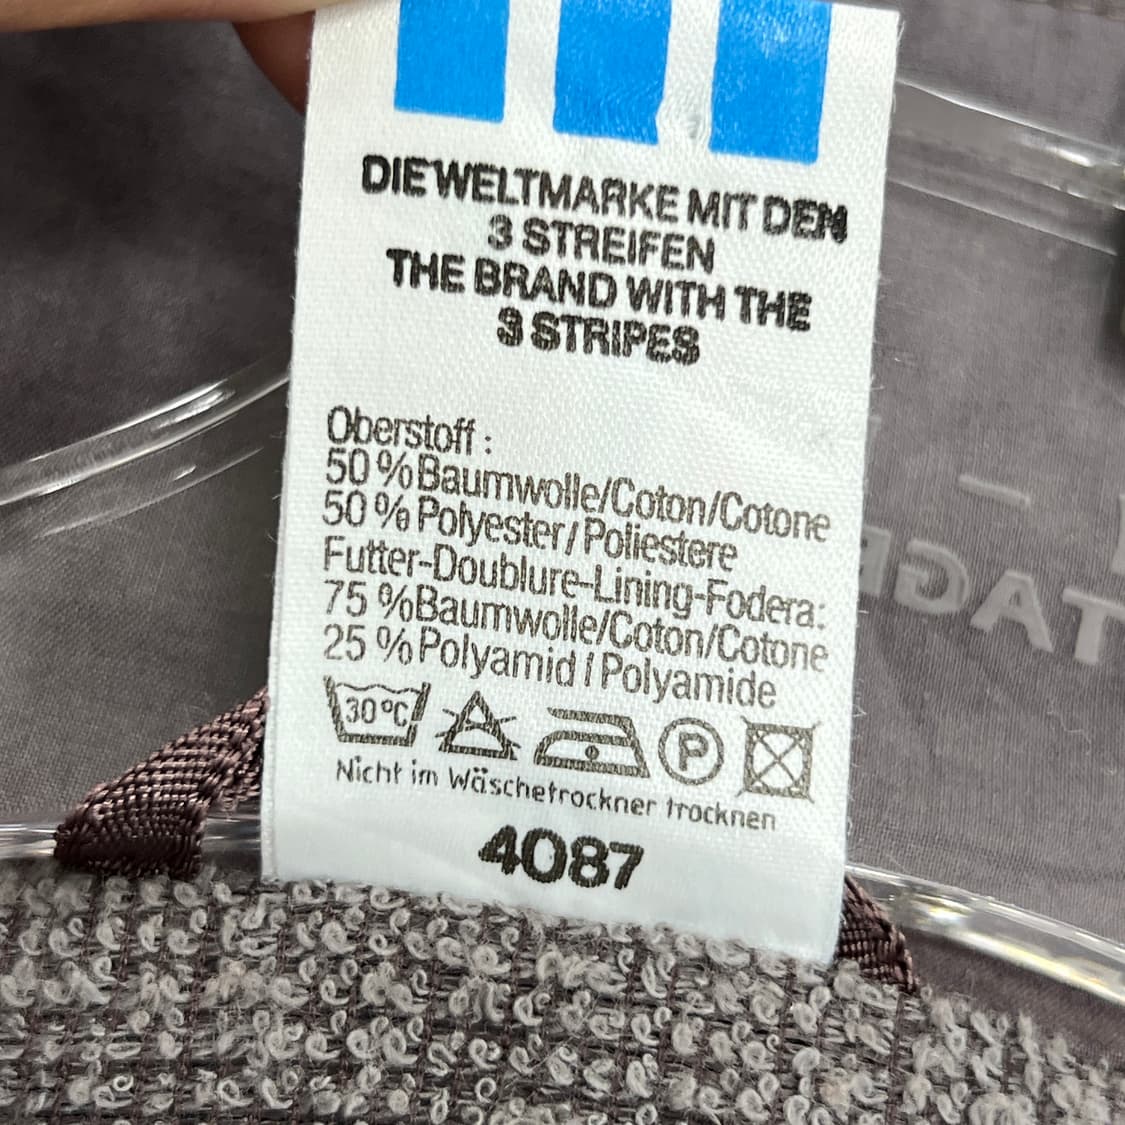 DIE WELTMARKE MIT DEN
3 STREIFEN
THE BRAND WITH THE
3 STRIPES
Oberstoff :
50 % Baumwolle/Coton/Cotone
50 % Polyester/Poliestere
Futter-Doublure-Lining-Fodera:
75 % Baumwolle/Coton/Cotone
25 % Polyamid/Polyamide
30°C
P
Nicht im Wäschetrockner trocknen
4087